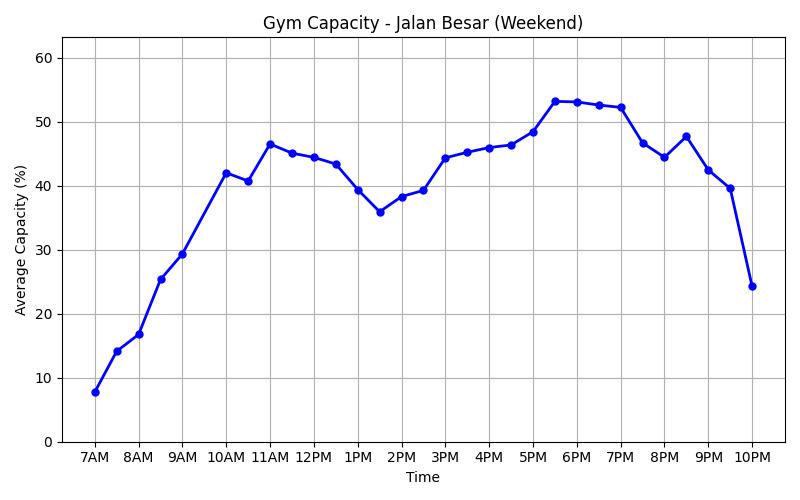 Gym Capacity - Jalan Besar (Weekend)
Average Capacity (%)
60
50
40
30
20
10
0
7AM 8AM 9AM 10AM 11AM 12PM 1PM 2PM 3PM 4PM 5PM 6PM 7PM 8PM 9PM 10PM
Time